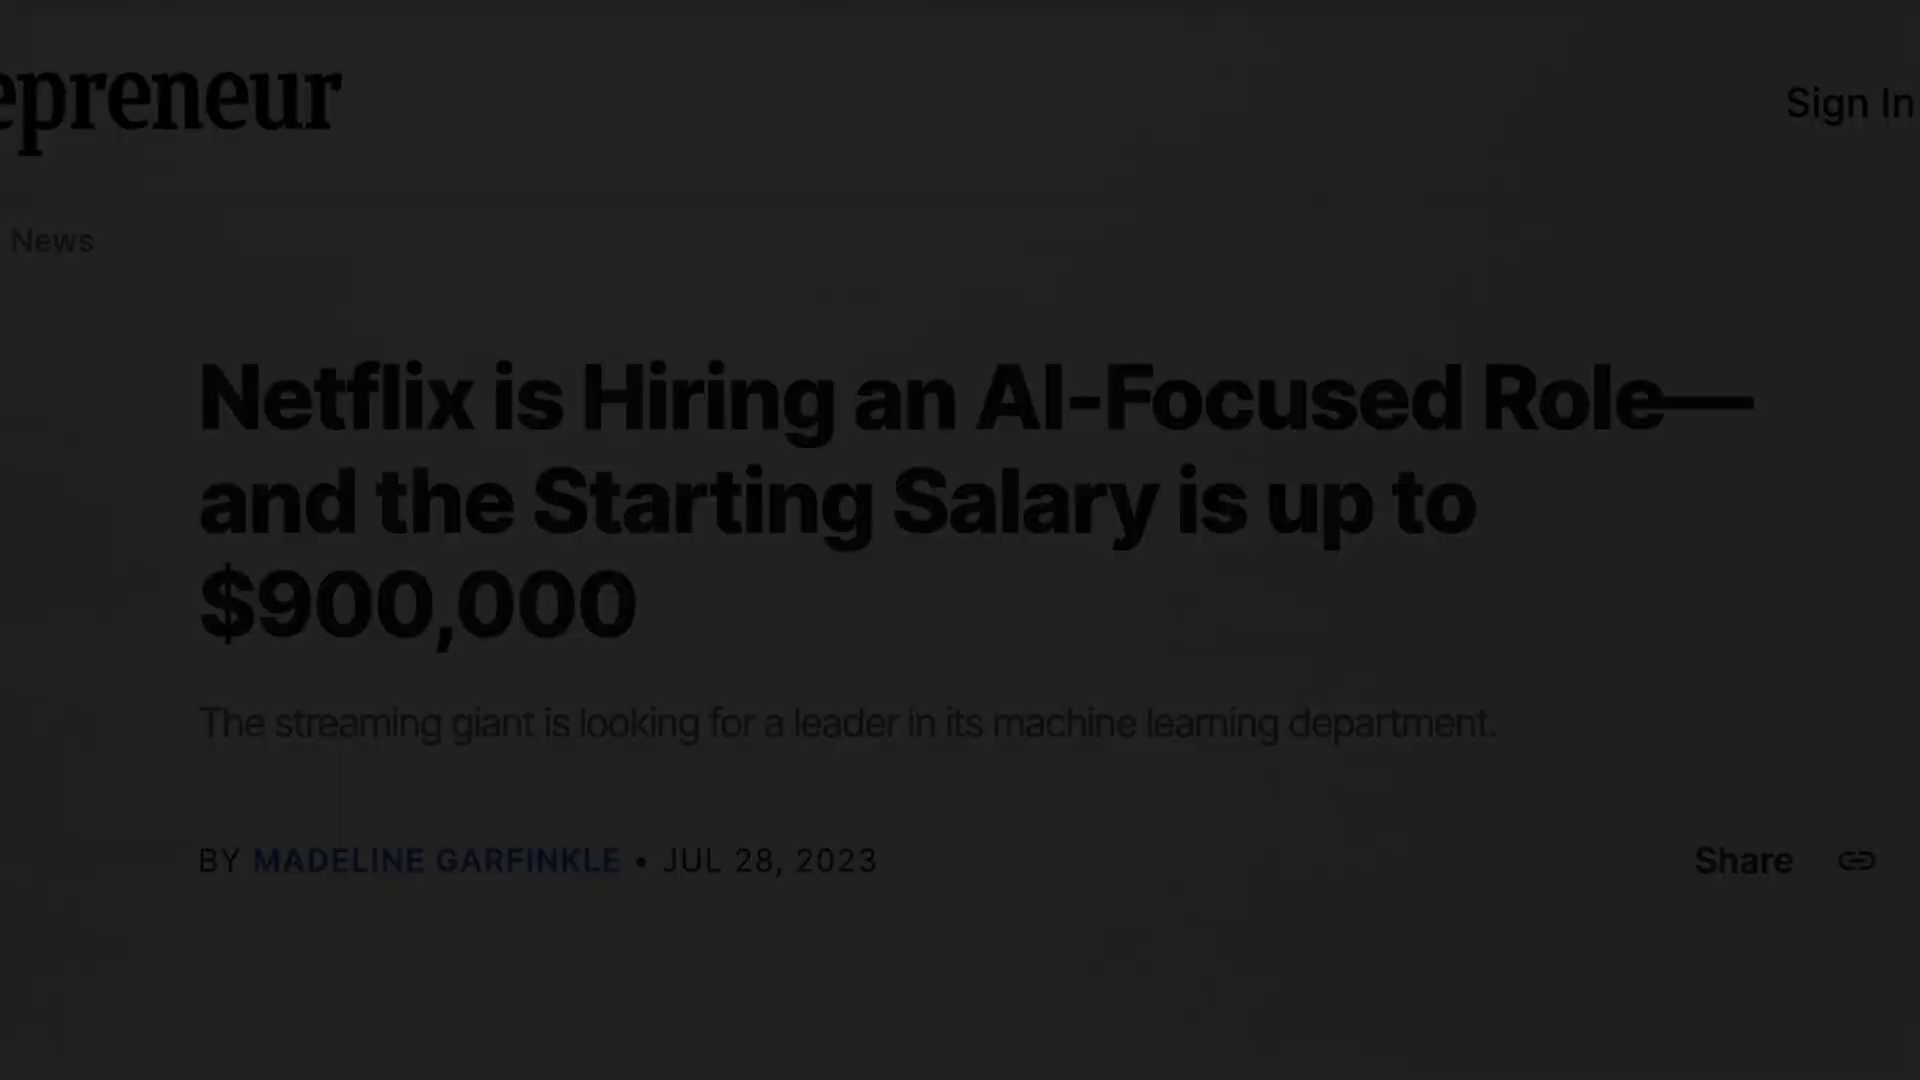 epreneur
Sign In
News
Netflix is Hiring an AI-Focused Role—
and the Starting Salary is up to
$900,000
The streaming giant is looking for a leader in its machine learning department.
BY MADELINE GARFINKLE • JUL 28, 2023
Share